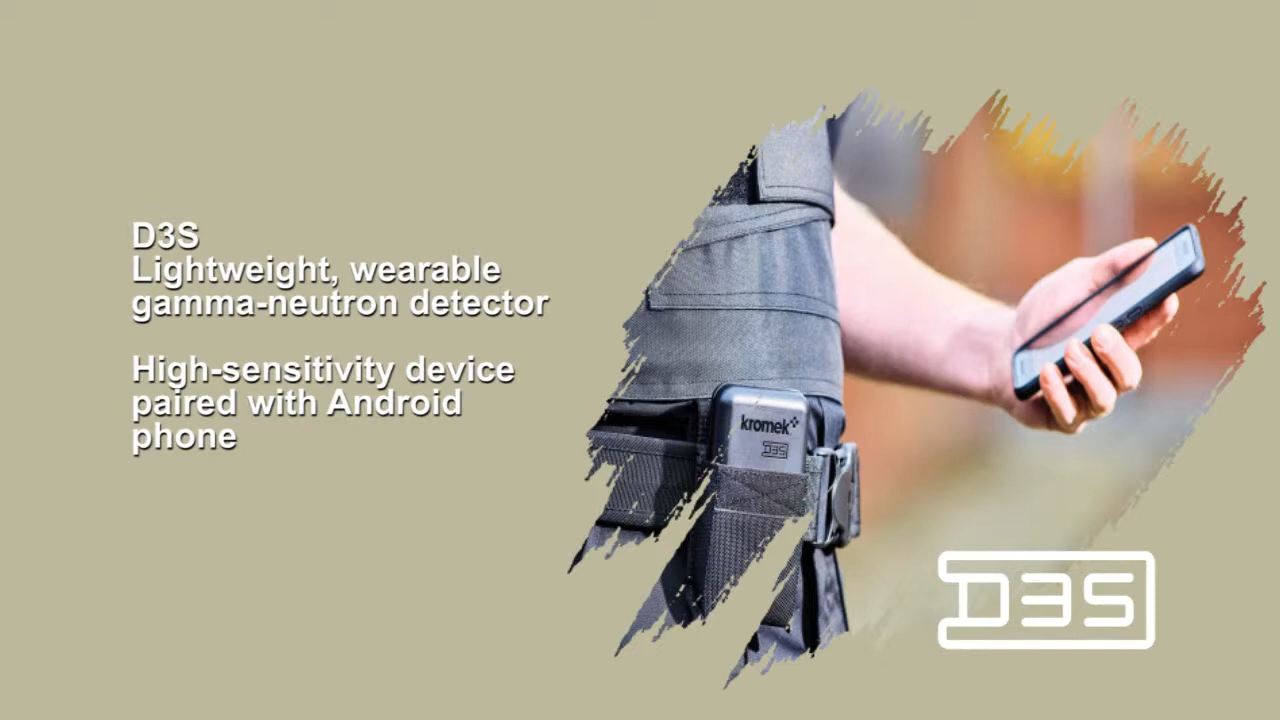 D3S
Lightweight, wearable
gamma-neutron detector
High-sensitivity device
paired with Android
phone
kromek
D3S
D3S